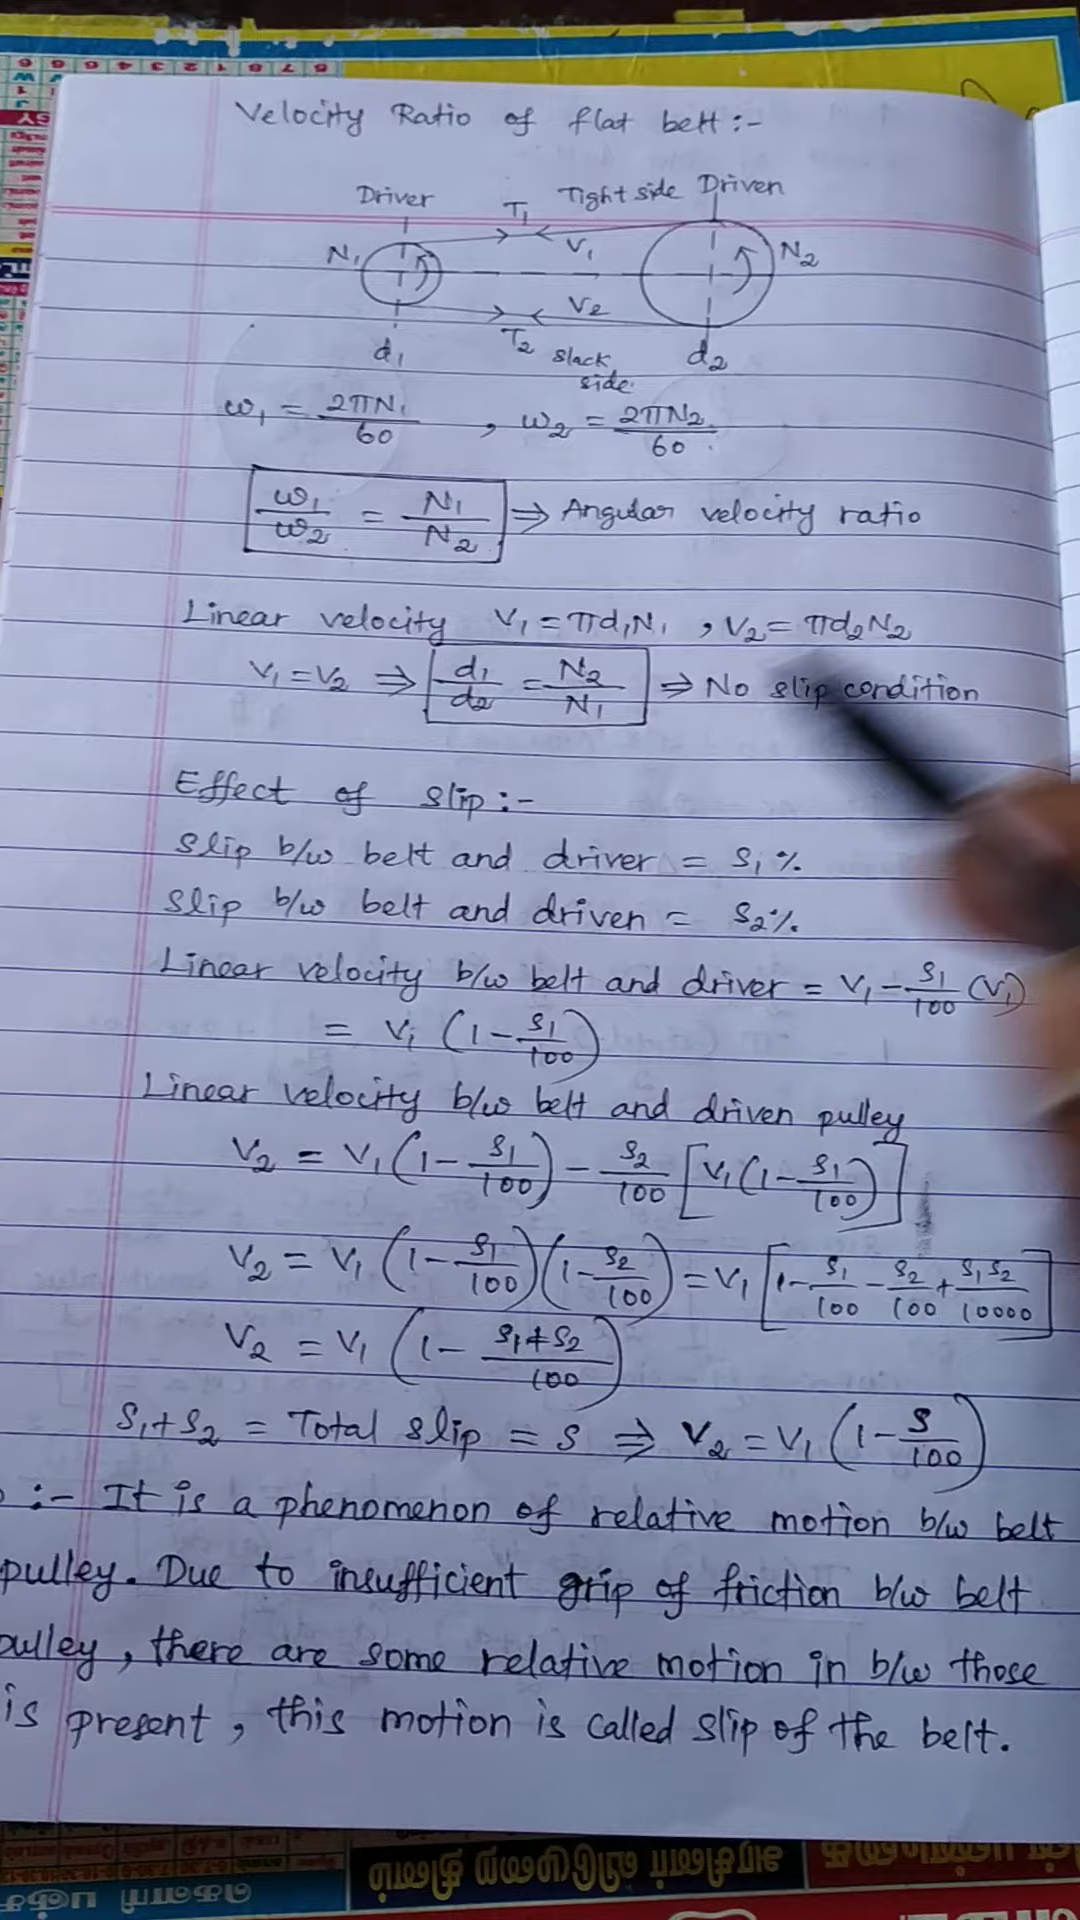 Velocity Ratio of flat belt :-
Driver T₁ Tight side Driven
N₁ V₁ N₂
V₂
d₁ T₂ slack side d₂
ω₁ = 2πN₁/60 , ω₂ = 2πN₂/60
ω₁/ω₂ = N₁/N₂ ⇒ Angular velocity ratio
Linear velocity V₁ = πd₁N₁ , V₂ = πd₂N₂
V₁ = V₂ ⇒ d₁/d₂ = N₂/N₁ ⇒ No slip condition
Effect of slip :-
Slip b/w belt and driver = S₁ %
Slip b/w belt and driven = S₂ %
Linear velocity b/w belt and driver = V₁ - S₁/100 (V₁)
= V₁ (1 - S₁/100)
Linear velocity b/w belt and driven pulley
V₂ = V₁ (1 - S₁/100) - S₂/100 [V₁ (1 - S₁/100)]
V₂ = V₁ (1 - S₁/100) (1 - S₂/100) = V₁ [1 - S₁/100 - S₂/100 + S₁S₂/10000]
V₂ = V₁ (1 - S₁+S₂/100)
S₁+S₂ = Total slip = S ⇒ V₂ = V₁ (1 - S/100)
:- It is a phenomenon of relative motion b/w belt
pulley. Due to insufficient grip of friction b/w belt
pulley, there are some relative motion in b/w those
is present, this motion is called slip of the belt.
அரசினர் விடுமுறை தினம்